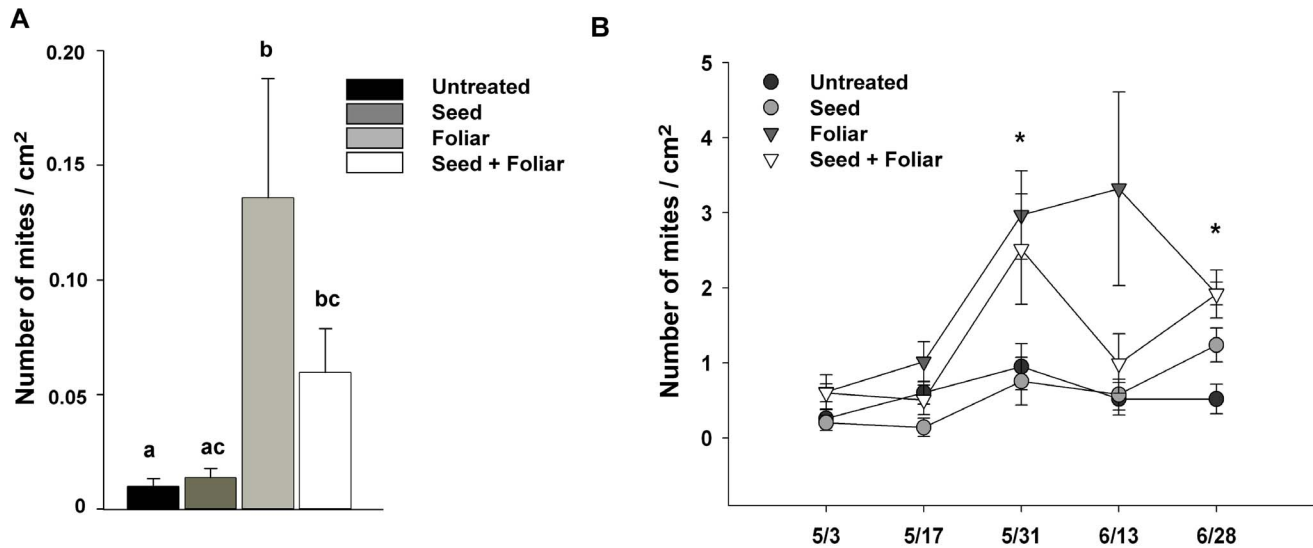 A
Number of mites / cm²
0.20
0.15
0.10
0.05
0
a
ac
b
bc
Untreated
Seed
Foliar
Seed + Foliar
B
Number of mites / cm²
5
4
3
2
1
0
Untreated
Seed
Foliar
Seed + Foliar
*
*
5/3 5/17 5/31 6/13 6/28